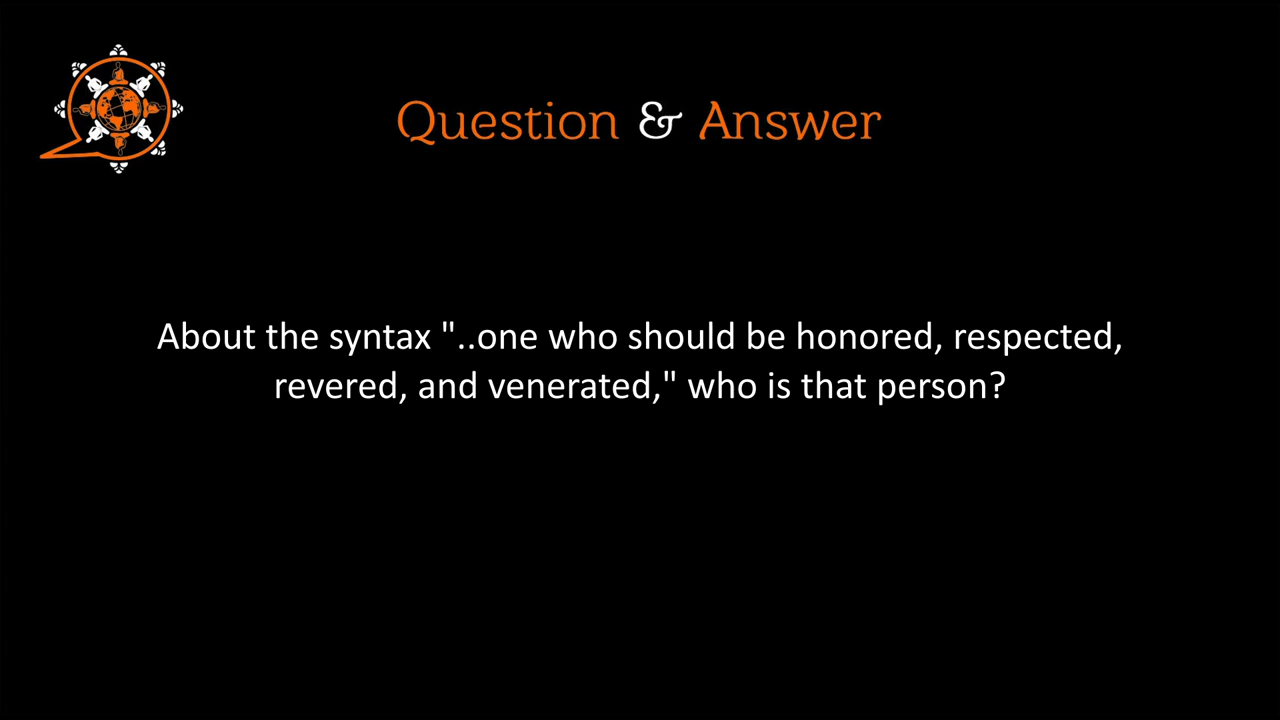 Question & Answer
About the syntax "..one who should be honored, respected,
revered, and venerated," who is that person?